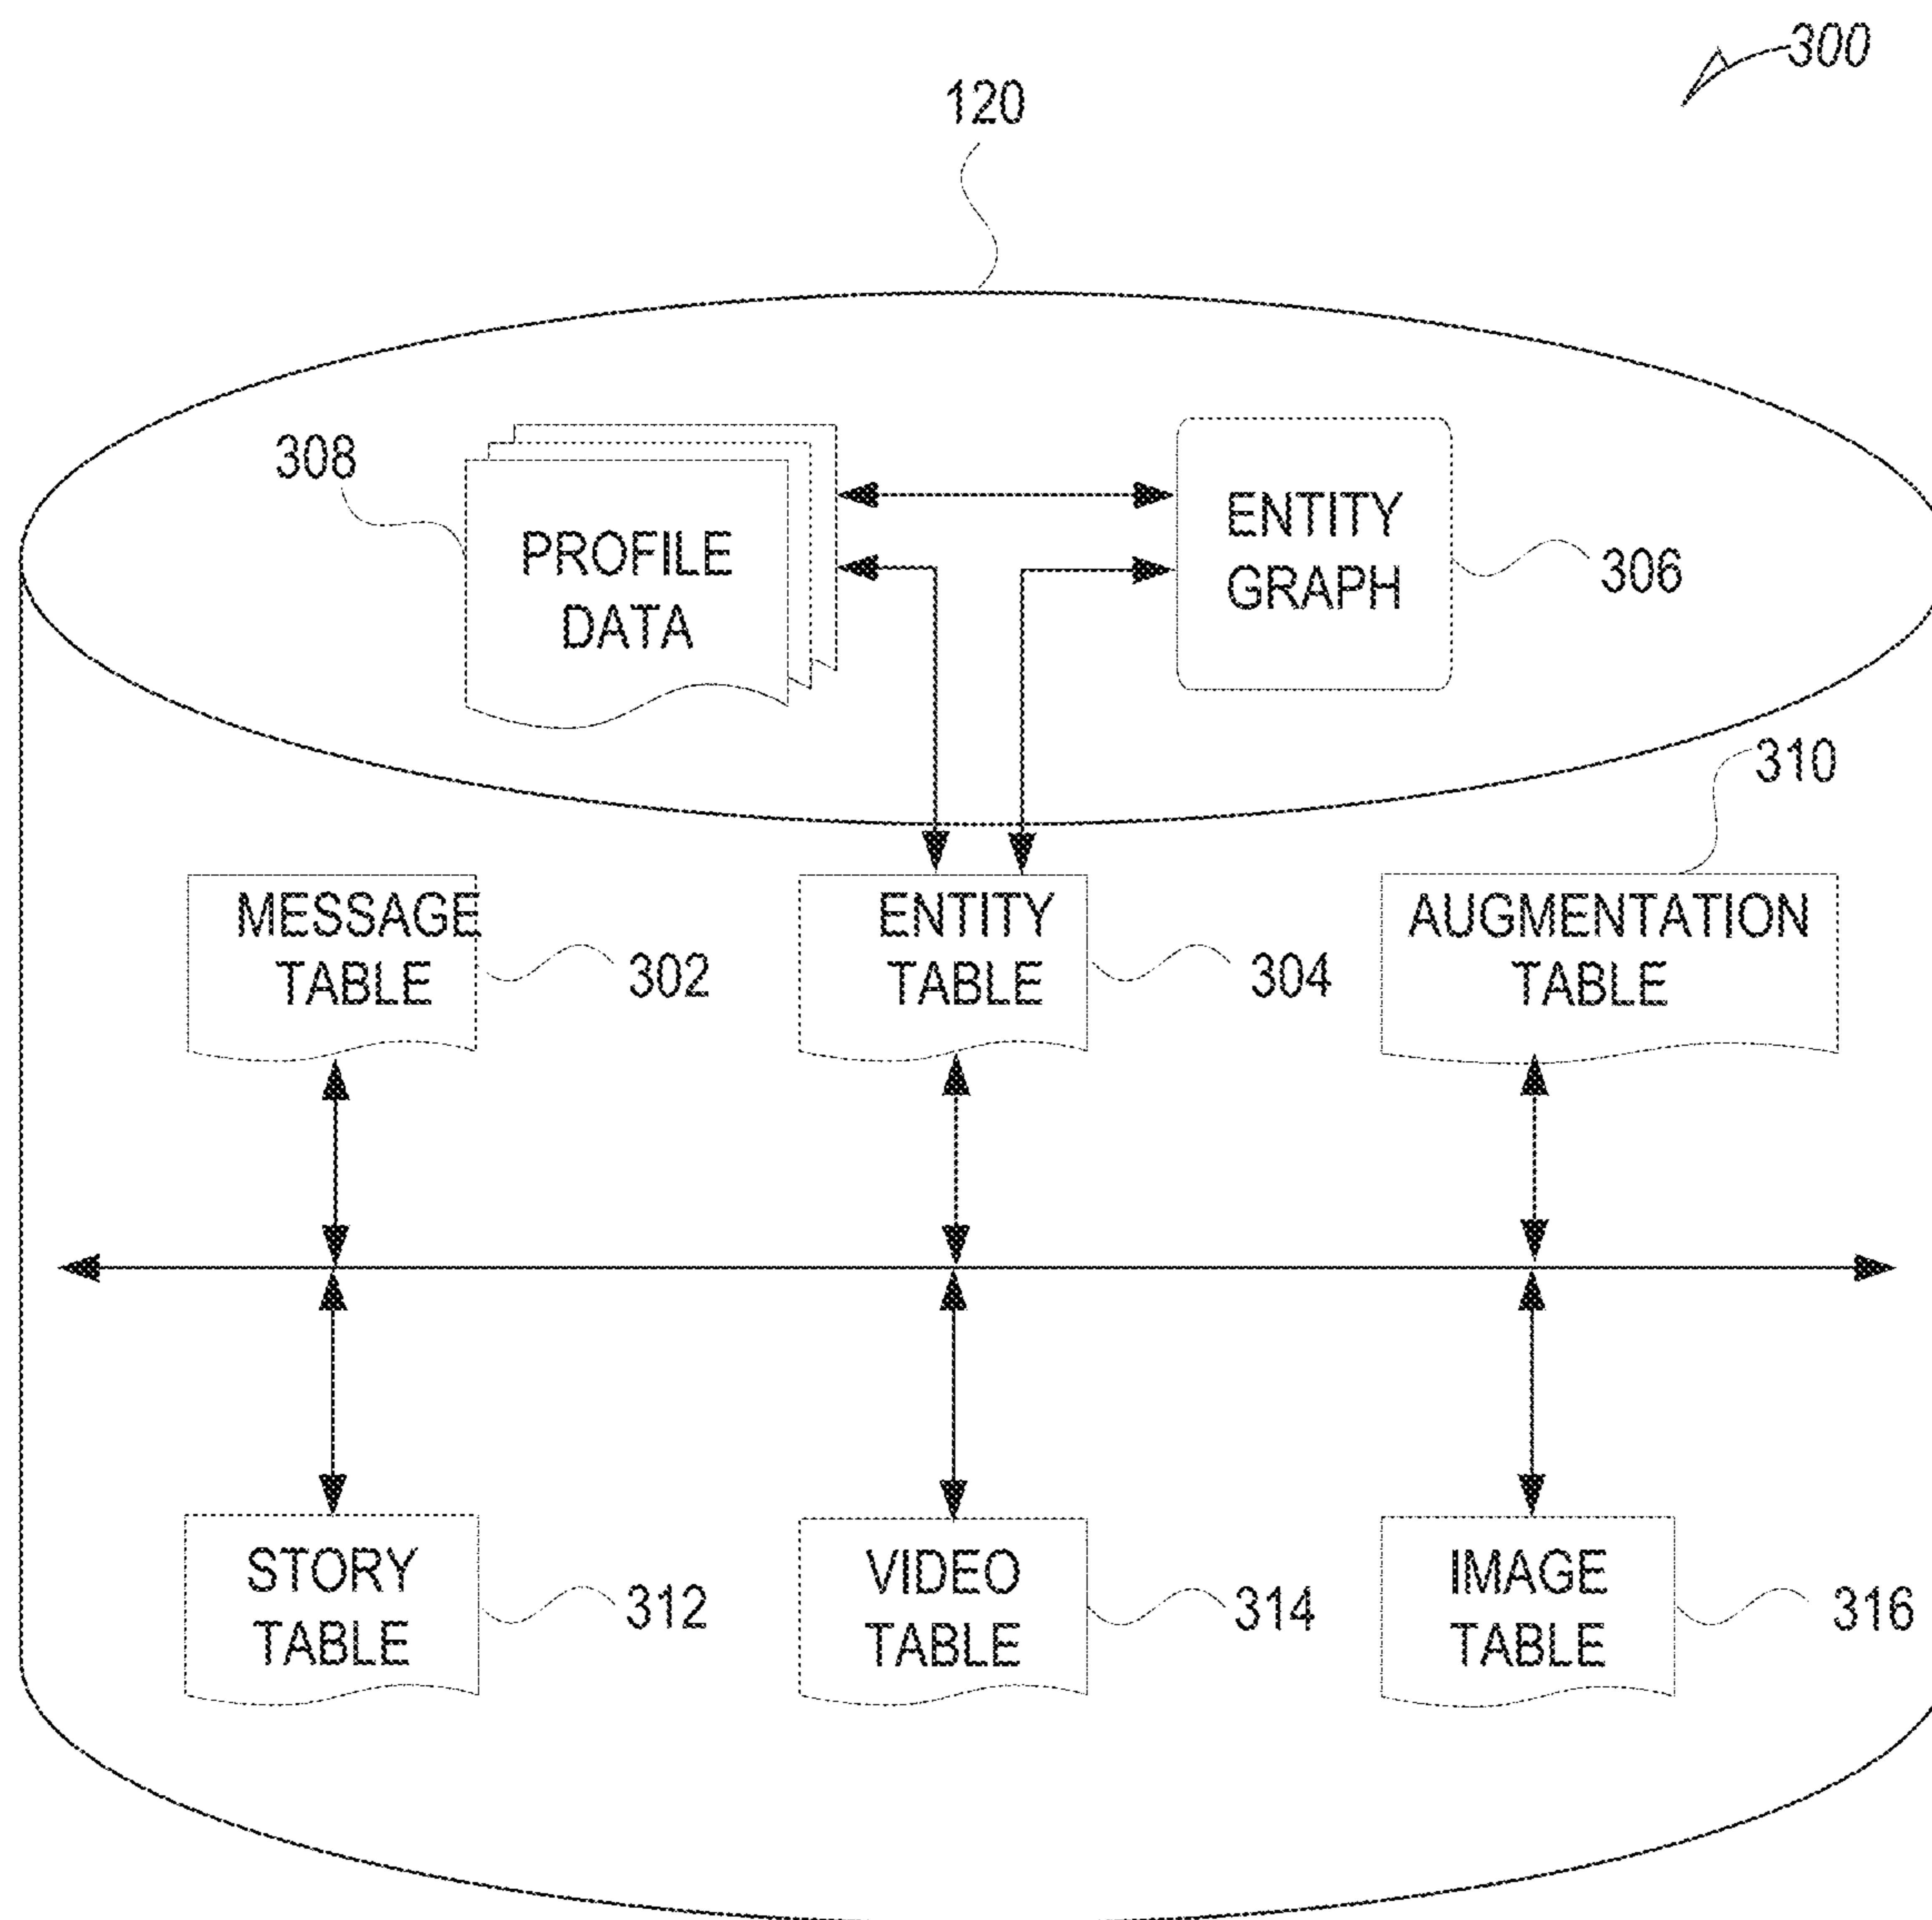 300
120
308
PROFILE
DATA
ENTITY
GRAPH
306
310
MESSAGE
TABLE
302
ENTITY
TABLE
304
AUGMENTATION
TABLE
STORY
TABLE
312
VIDEO
TABLE
314
IMAGE
TABLE
316